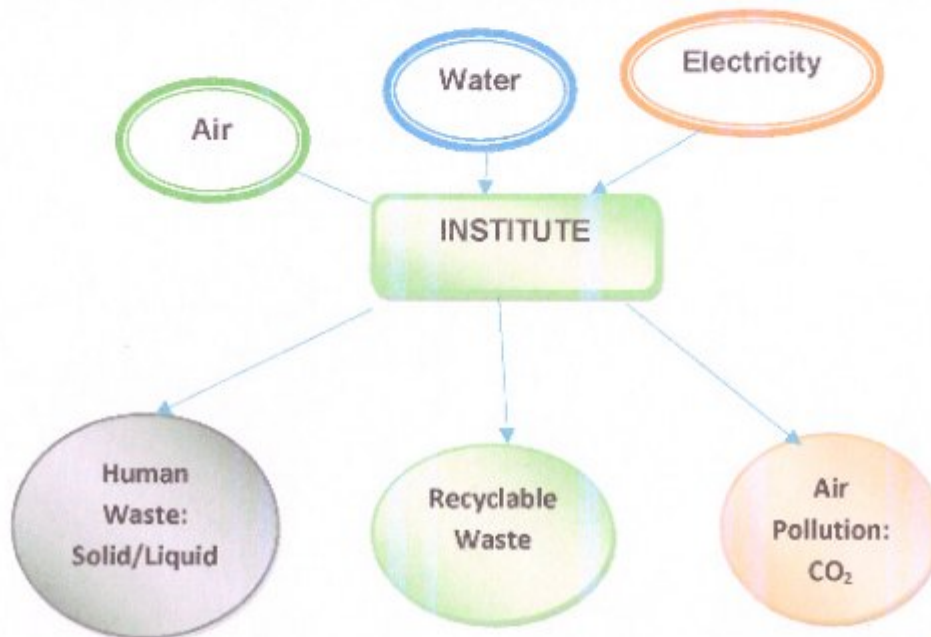 Air
Water
Electricity
INSTITUTE
Human
Waste:
Solid/Liquid
Recyclable
Waste
Air
Pollution:
CO₂